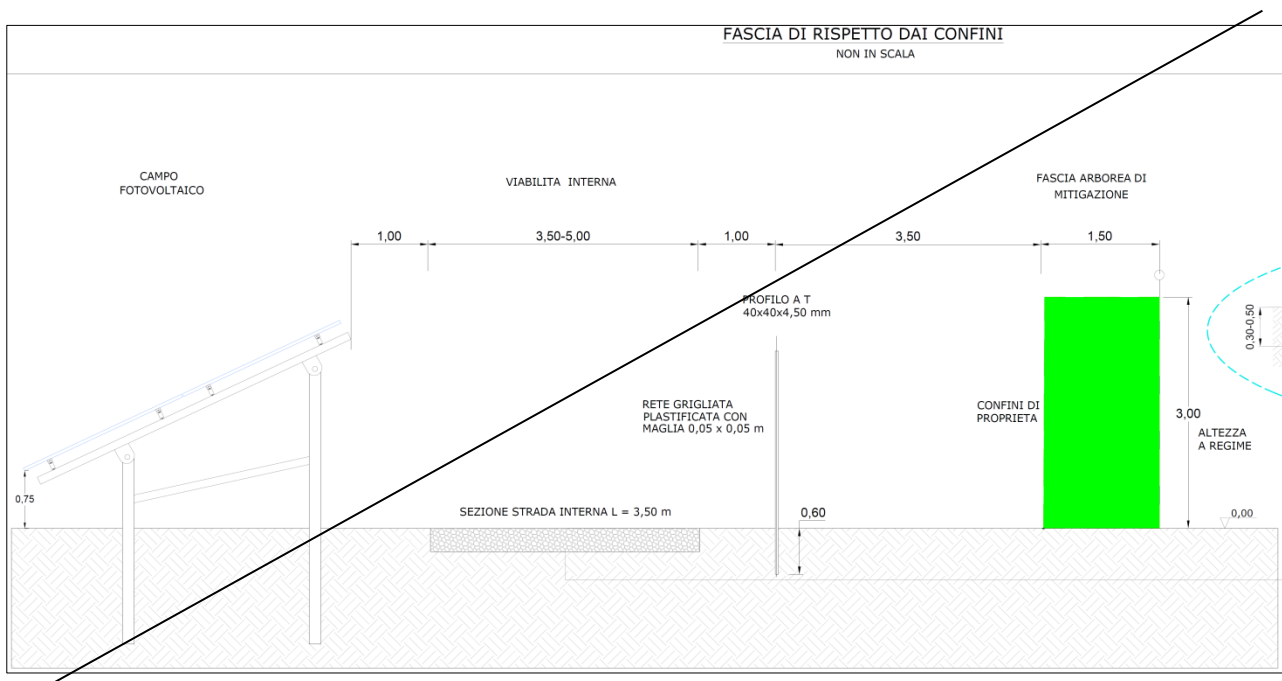 FASCIA DI RISPETTO DAI CONFINI
NON IN SCALA
CAMPO
FOTOVOLTAICO
VIABILITA INTERNA
FASCIA ARBOREA DI
MITIGAZIONE
1,00
3,50-5,00
1,00
3,50
1,50
PROFILO A T
40x40x4,50 mm
0,30-0,50
RETE GRIGLIATA
PLASTIFICATA CON
MAGLIA 0,05 x 0,05 m
CONFINI DI
PROPRIETA
3,00
ALTEZZA
A REGIME
0,75
SEZIONE STRADA INTERNA L = 3,50 m
0,60
0,00